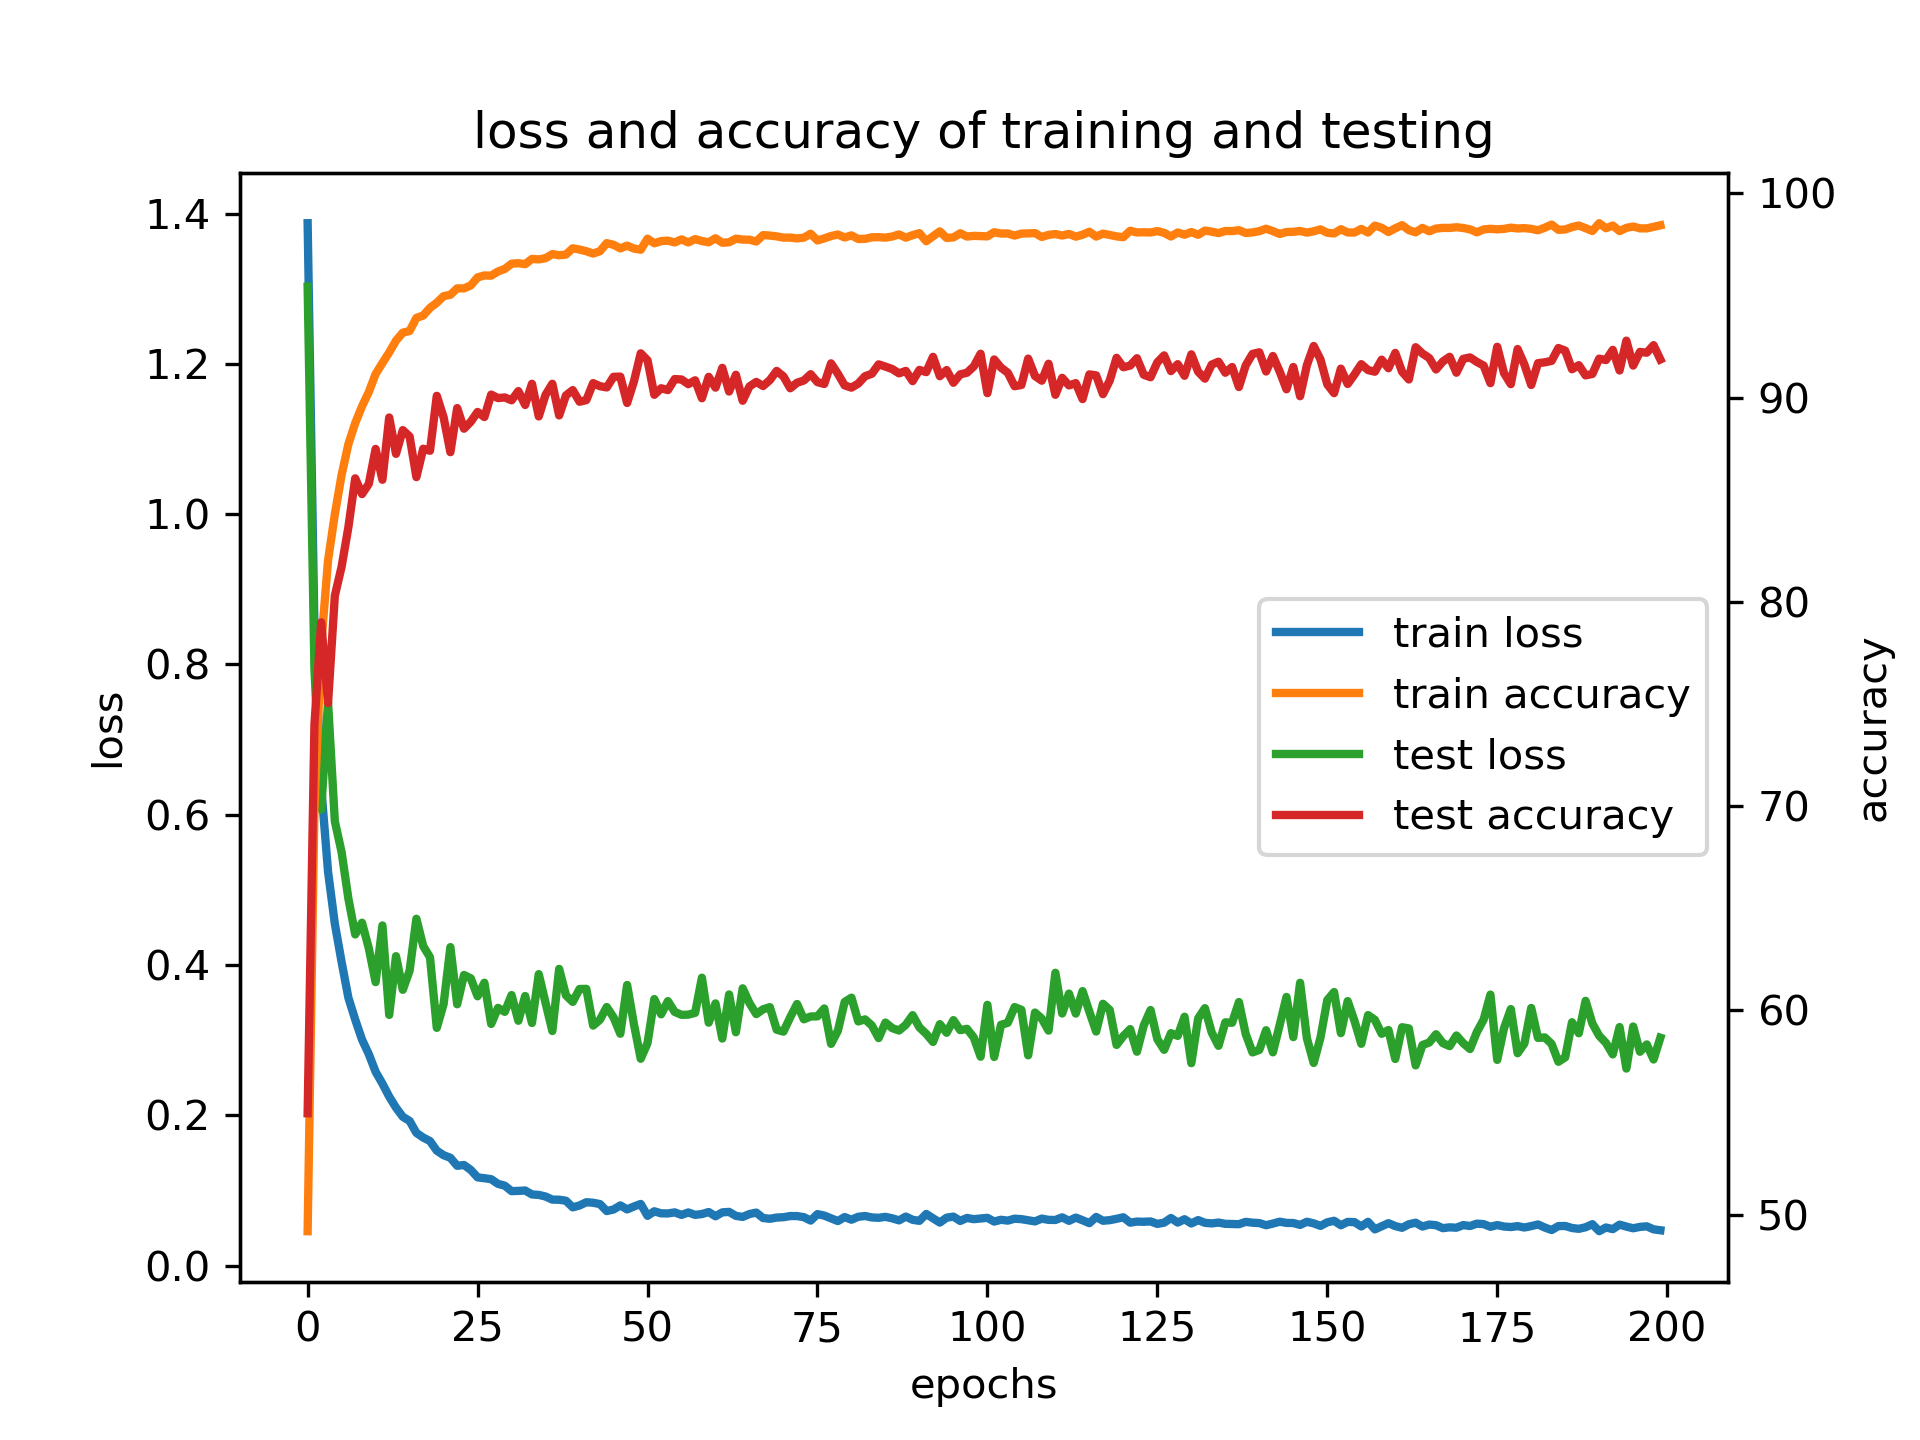 loss and accuracy of training and testing
1.4
1.2
1.0
0.8
0.6
0.4
0.2
0.0
loss
100
90
80
70
60
50
accuracy
train loss
train accuracy
test loss
test accuracy
0 25 50 75 100 125 150 175 200
epochs